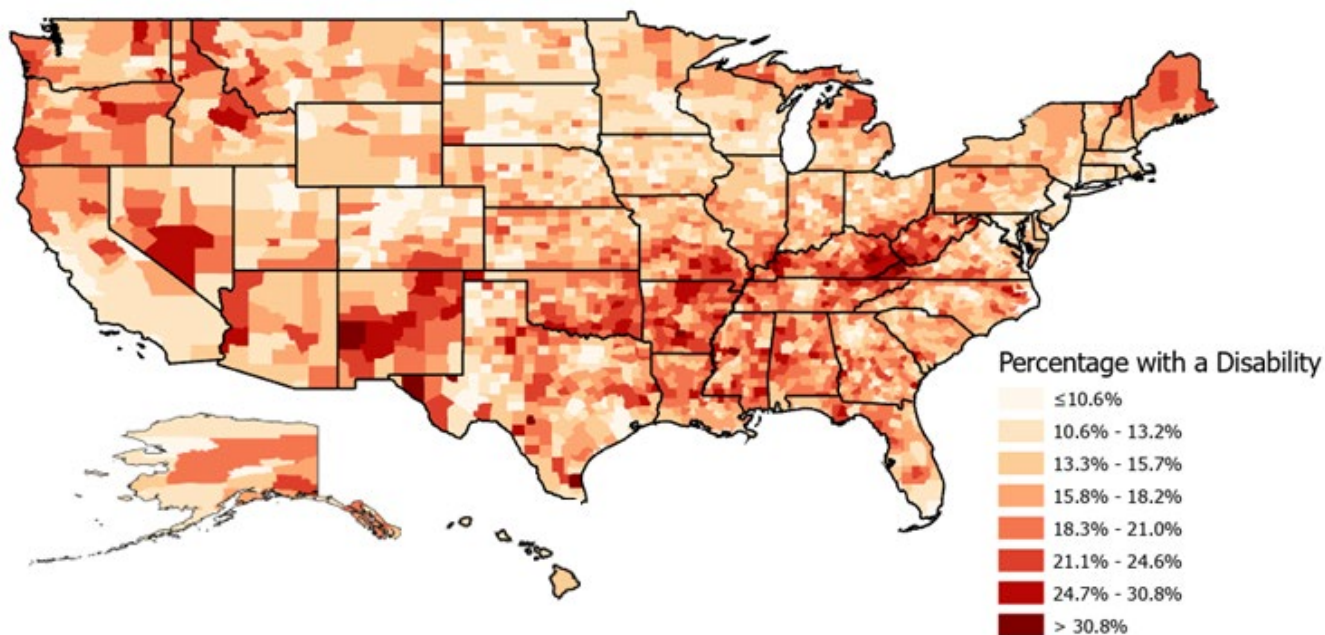 Percentage with a Disability
≤10.6%
10.6% - 13.2%
13.3% - 15.7%
15.8% - 18.2%
18.3% - 21.0%
21.1% - 24.6%
24.7% - 30.8%
> 30.8%